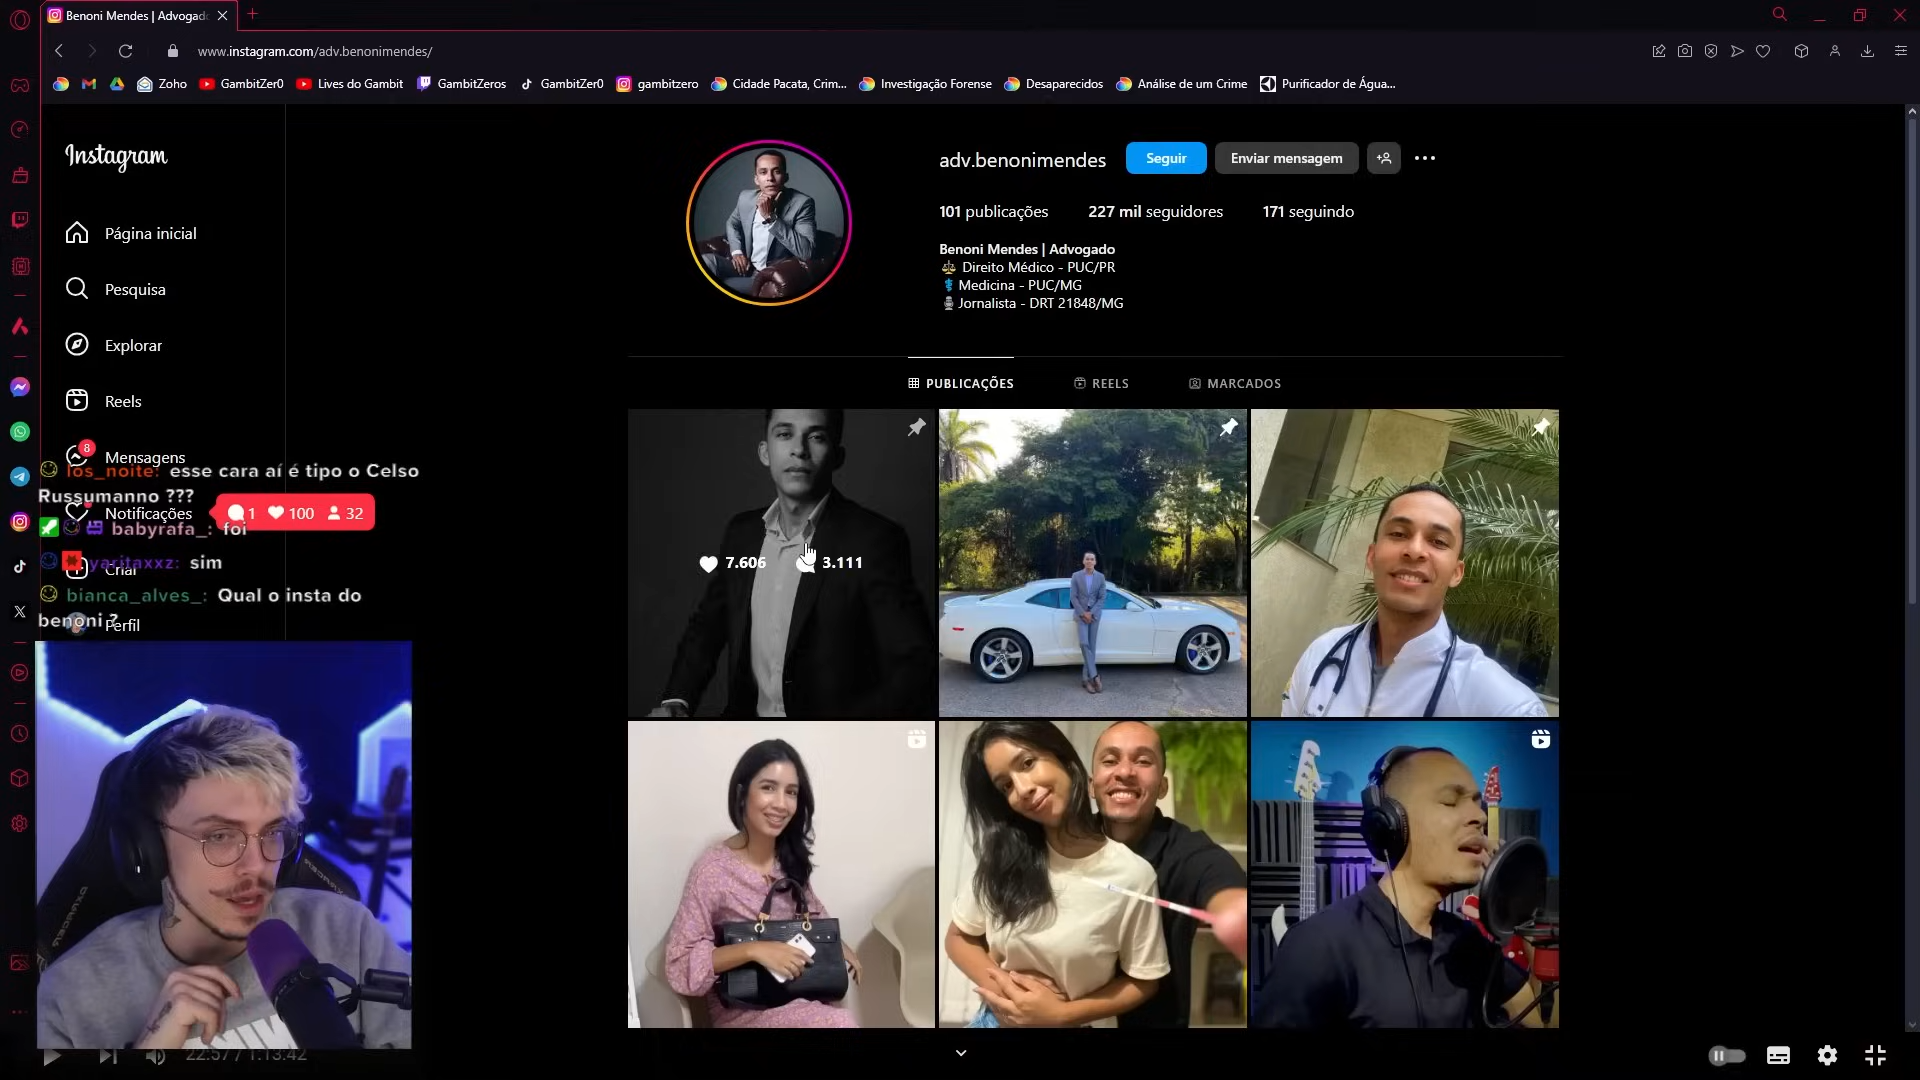 Benoni Mendes | Advogado
www.instagram.com/adv.benonimendes/
Zoho
GambitZer0
Lives do Gambit
GambitZeros
GambitZer0
gambitzero
Cidade Pacata, Crim...
Investigação Forense
Desaparecidos
Análise de um Crime
Purificador de Água...
Instagram
Página inicial
Pesquisa
Explorar
Reels
8
Mensagens
Notificações
1 100 32
Criar
Perfil
los_noite: esse cara aí é tipo o Celso
Russumanno ???
babyrafa_: foi
yaritaxxz: sim
bianca_alves_: Qual o insta do
benoni ?
adv.benonimendes
Seguir
Enviar mensagem
101 publicações
227 mil seguidores
171 seguindo
Benoni Mendes | Advogado
Direito Médico - PUC/PR
Medicina - PUC/MG
Jornalista - DRT 21848/MG
PUBLICAÇÕES
REELS
MARCADOS
7.606
3.111
22:57 / 1:13:42